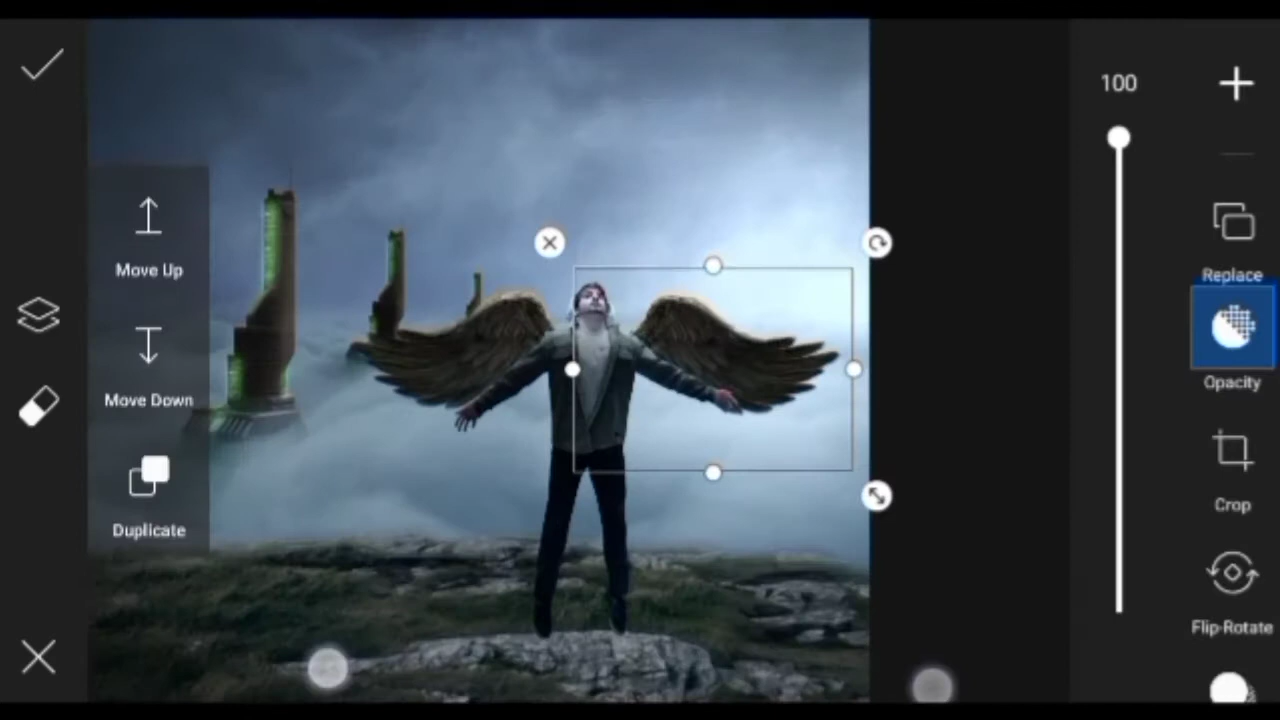 100
Move Up
Replace
Opacity
Move Down
Crop
Duplicate
Flip-Rotate